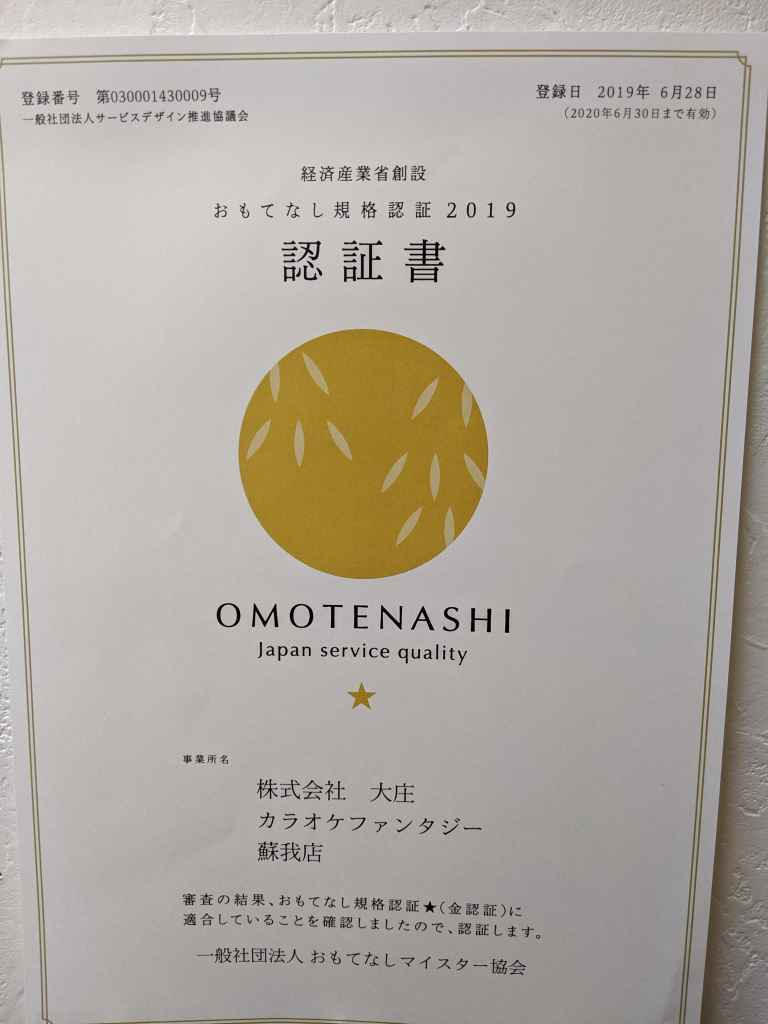 登録番号　第030001430009号
一般社団法人サービスデザイン推進協議会
登録日　2019年 6月28日
（2020年6月30日まで有効）
経済産業省創設
おもてなし規格認証2019
認証書
OMOTENASHI
Japan service quality
事業所名
株式会社　大庄
カラオケファンタジー
蘇我店
審査の結果、おもてなし規格認証★（金認証）に
適合していることを確認しましたので、認証します。
一般社団法人 おもてなしマイスター協会